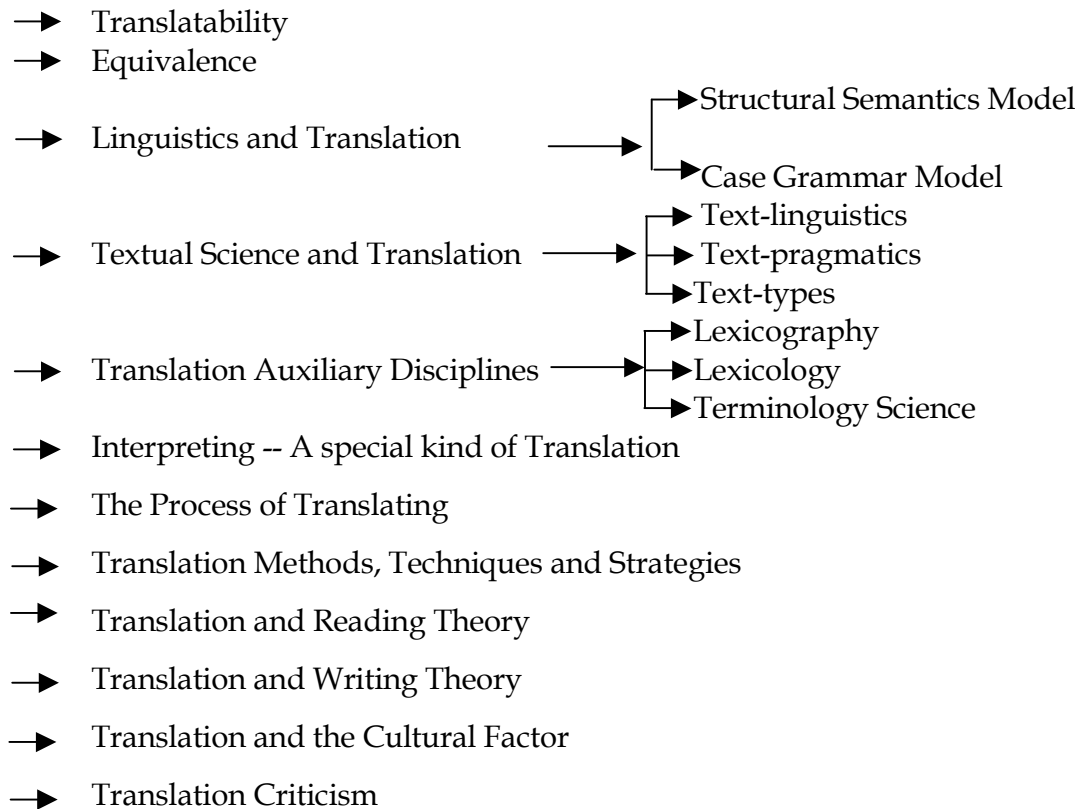 Translatability
Equivalence
Structural Semantics Model
Linguistics and Translation
Case Grammar Model
Text-linguistics
Textual Science and Translation
Text-pragmatics
Text-types
Lexicography
Translation Auxiliary Disciplines
Lexicology
Terminology Science
Interpreting -- A special kind of Translation
The Process of Translating
Translation Methods, Techniques and Strategies
Translation and Reading Theory
Translation and Writing Theory
Translation and the Cultural Factor
Translation Criticism